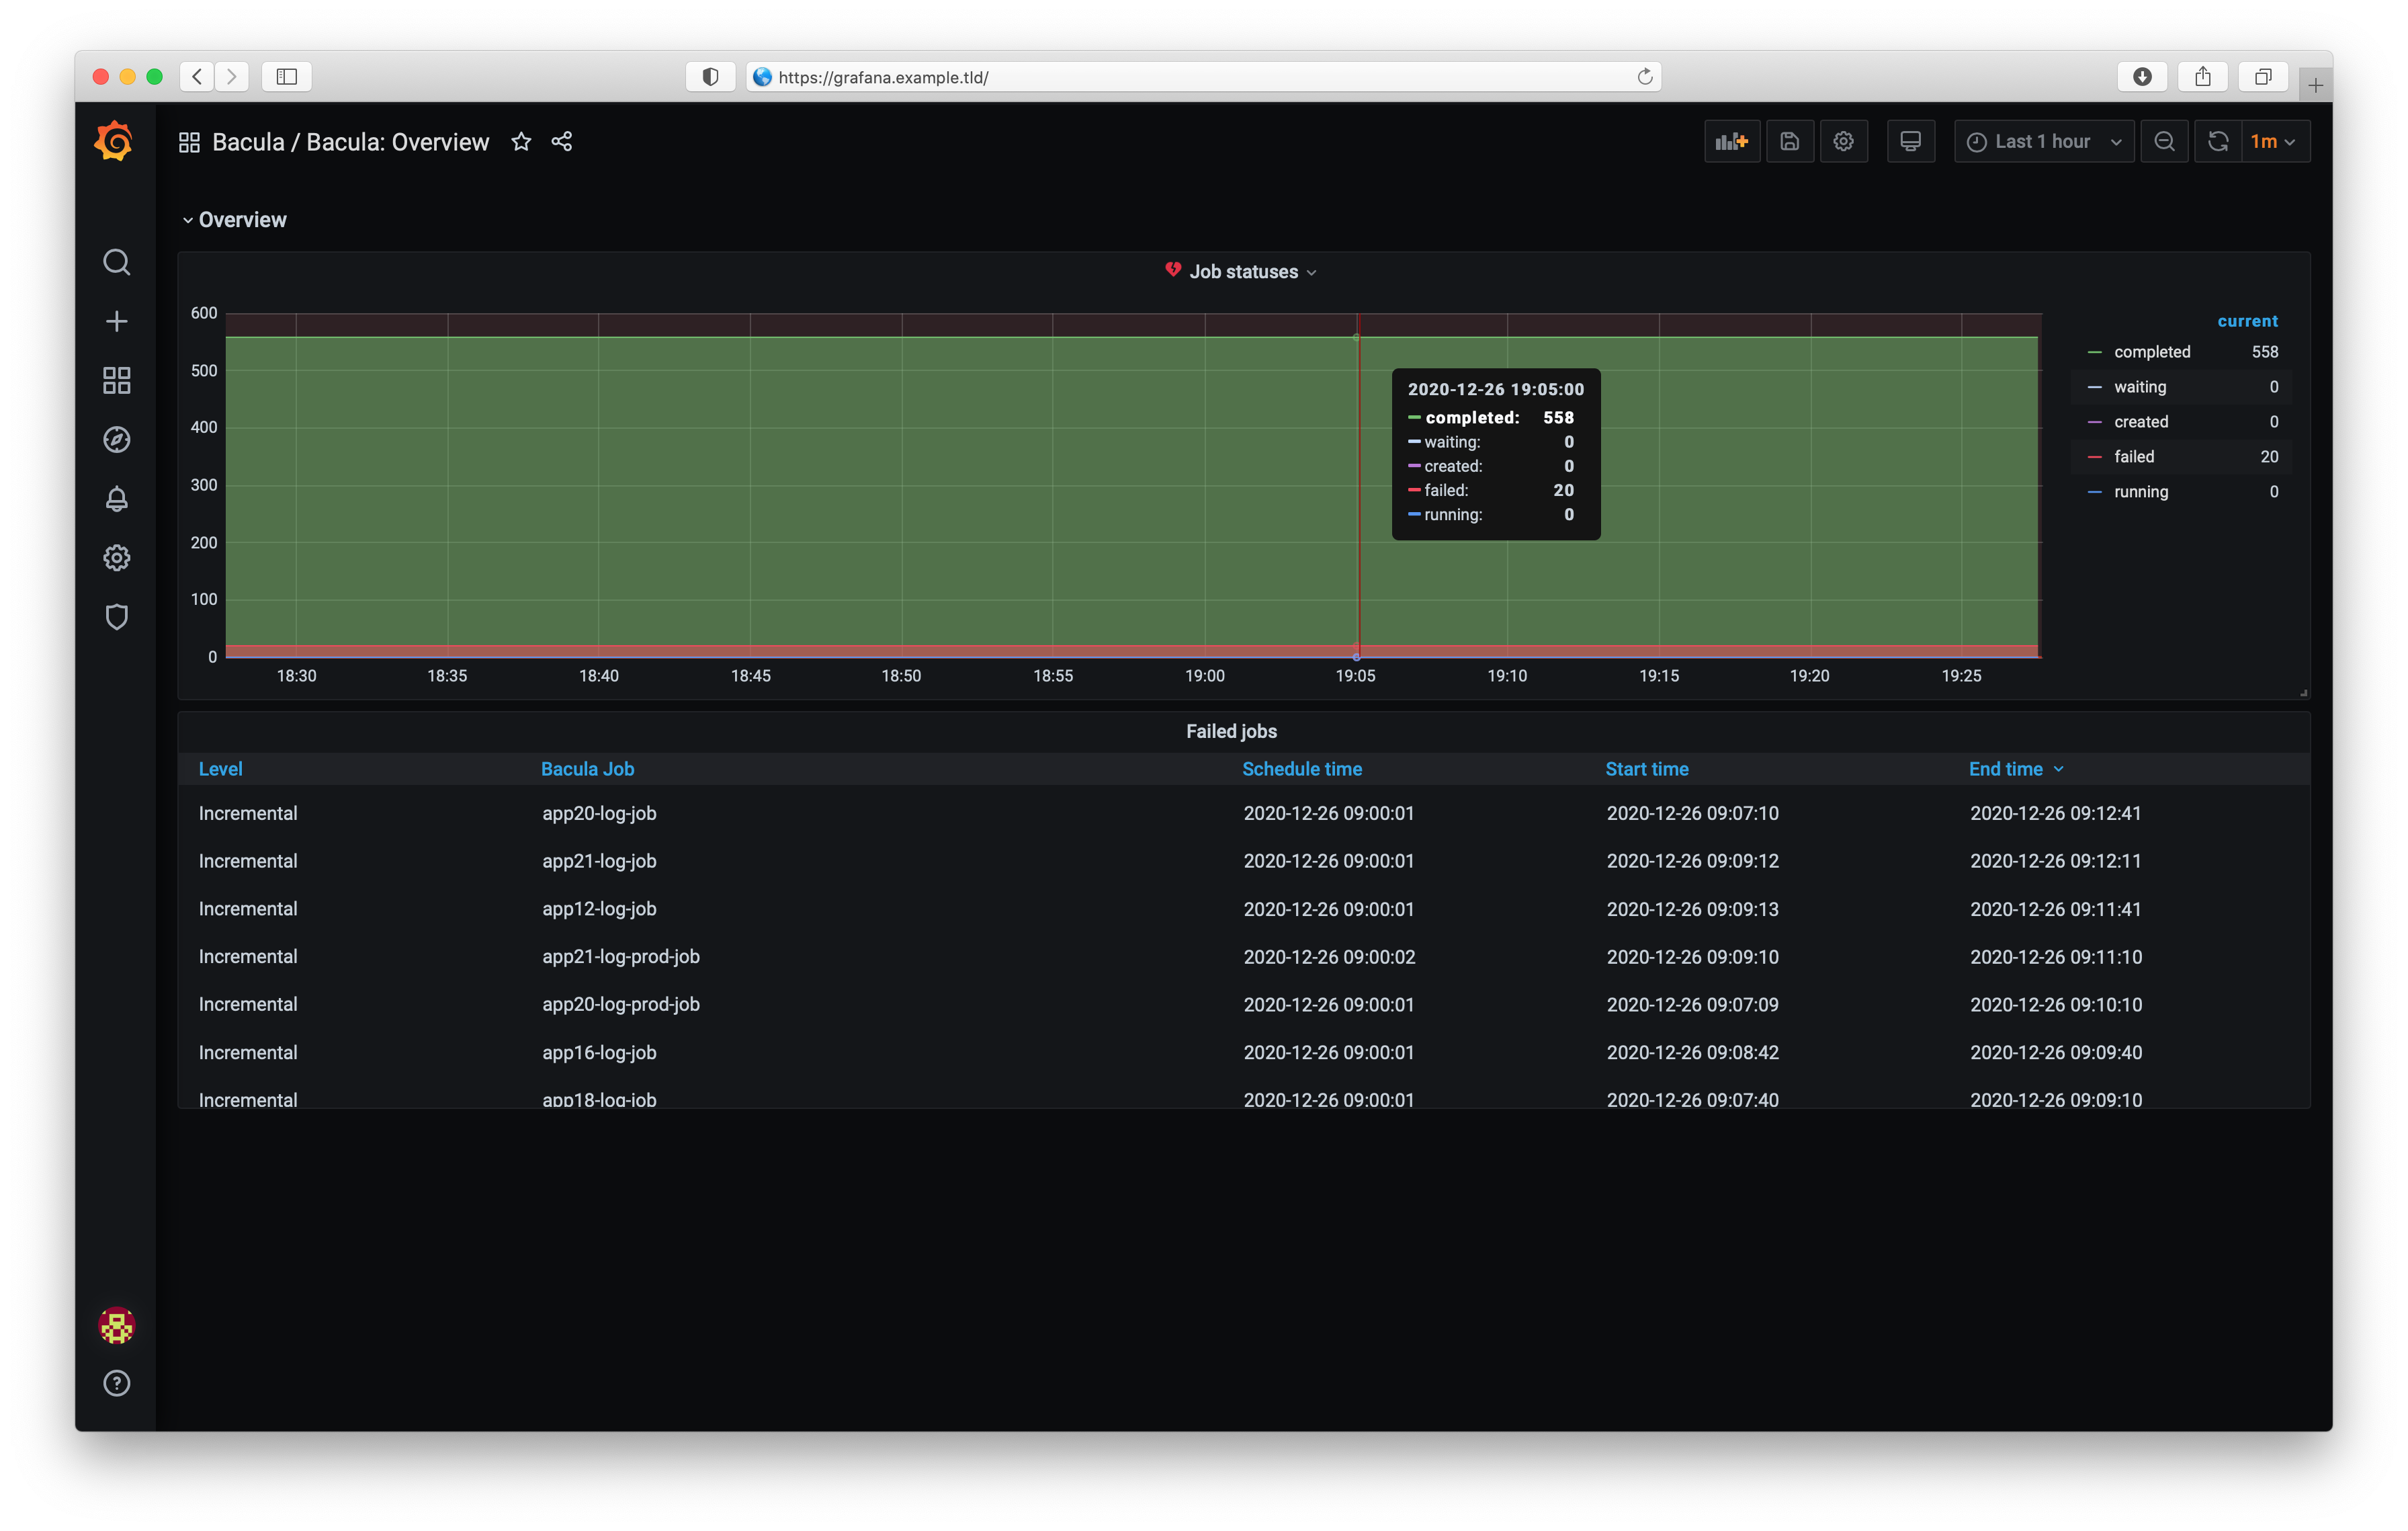 https://grafana.example.tld/
Bacula / Bacula: Overview
Last 1 hour
1m
Overview
Job statuses
600
500
400
300
200
100
0
18:30 18:35 18:40 18:45 18:50 18:55 19:00 19:05 19:10 19:15 19:20 19:25
2020-12-26 19:05:00
completed: 558
waiting: 0
created: 0
failed: 20
running: 0
current
completed 558
waiting 0
created 0
failed 20
running 0
Failed jobs
Level Bacula Job Schedule time Start time End time
Incremental app20-log-job 2020-12-26 09:00:01 2020-12-26 09:07:10 2020-12-26 09:12:41
Incremental app21-log-job 2020-12-26 09:00:01 2020-12-26 09:09:12 2020-12-26 09:12:11
Incremental app12-log-job 2020-12-26 09:00:01 2020-12-26 09:09:13 2020-12-26 09:11:41
Incremental app21-log-prod-job 2020-12-26 09:00:02 2020-12-26 09:09:10 2020-12-26 09:11:10
Incremental app20-log-prod-job 2020-12-26 09:00:01 2020-12-26 09:07:09 2020-12-26 09:10:10
Incremental app16-log-job 2020-12-26 09:00:01 2020-12-26 09:08:42 2020-12-26 09:09:40
Incremental app18-log-job 2020-12-26 09:00:01 2020-12-26 09:07:40 2020-12-26 09:09:10